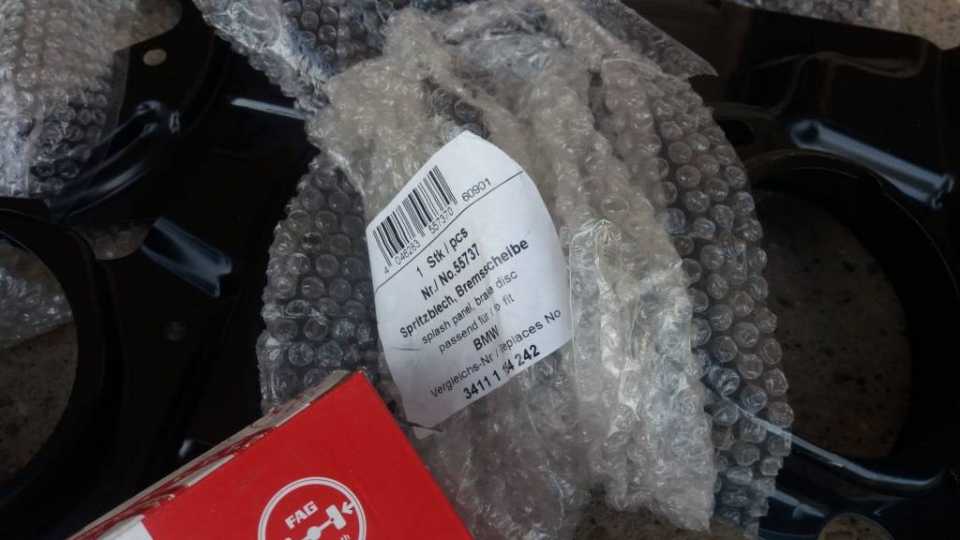 4 046283 557370 60901
1 Stk / pcs
Nr./ No.55737
Spritzblech, Bremsscheibe
splash panel, brake disc
passend für / to fit
BMW
Vergleichs-Nr / replaces No
3411 1 242
FAG